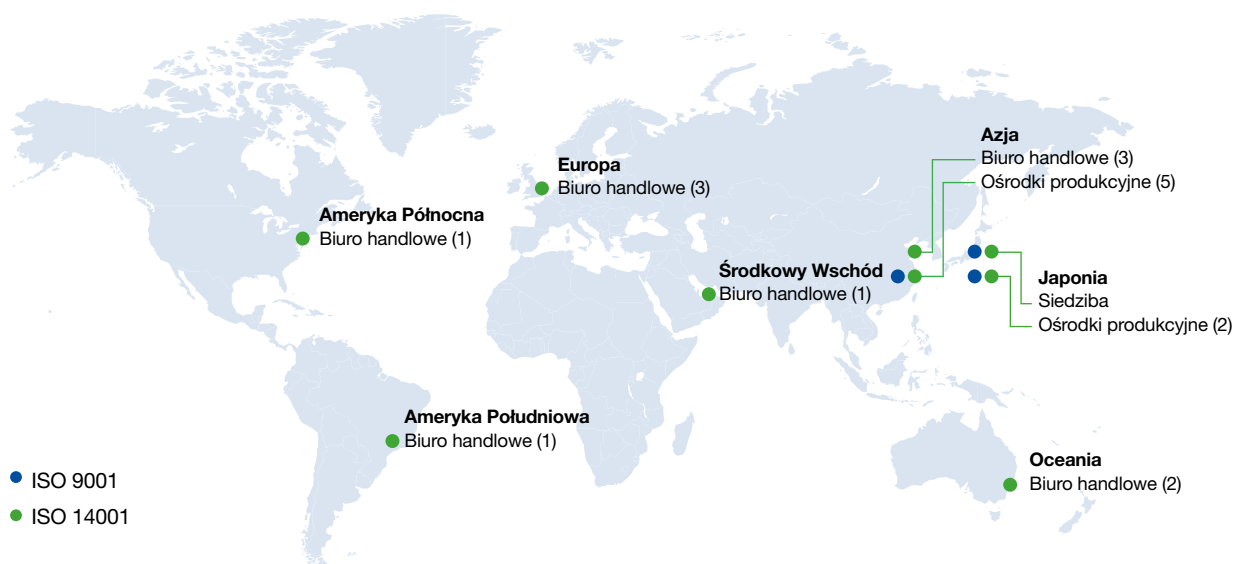 Azja
Biuro handlowe (3)
Ośrodki produkcyjne (5)
Europa
Biuro handlowe (3)
Ameryka Północna
Biuro handlowe (1)
Środkowy Wschód
Biuro handlowe (1)
Japonia
Siedziba
Ośrodki produkcyjne (2)
Ameryka Południowa
Biuro handlowe (1)
Oceania
Biuro handlowe (2)
ISO 9001
ISO 14001